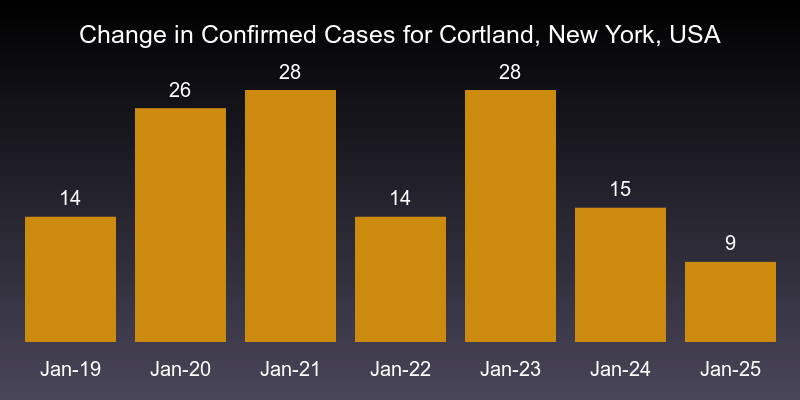 Change in Confirmed Cases for Cortland, New York, USA
14
26
28
14
28
15
9
Jan-19
Jan-20
Jan-21
Jan-22
Jan-23
Jan-24
Jan-25